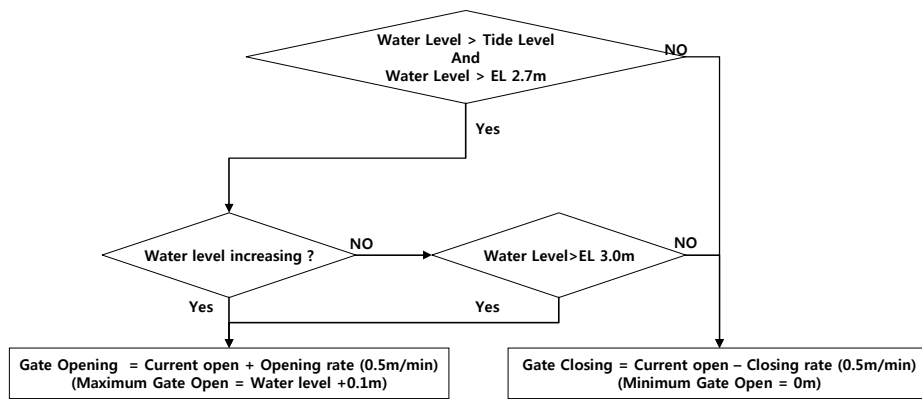 Water Level > Tide Level
And
Water Level > EL 2.7m
NO
Yes
Water level increasing ?
NO
Water Level>EL 3.0m
NO
Yes
Yes
Gate Opening = Current open + Opening rate (0.5m/min)
(Maximum Gate Open = Water level +0.1m)
Gate Closing = Current open – Closing rate (0.5m/min)
(Minimum Gate Open = 0m)